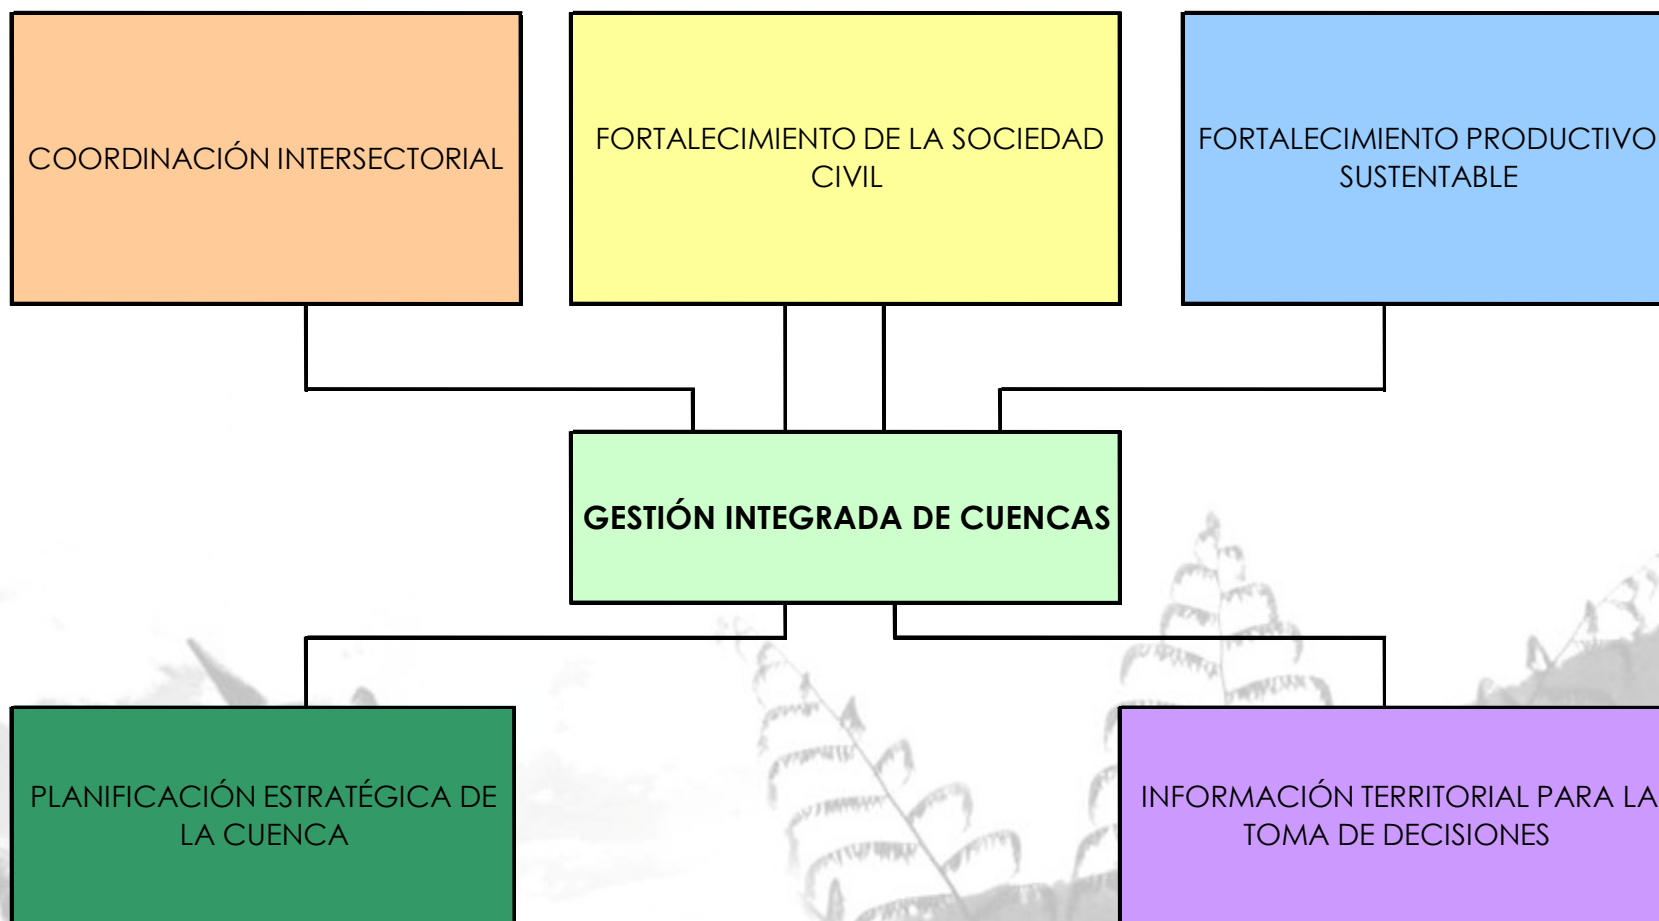 COORDINACIÓN INTERSECTORIAL
FORTALECIMIENTO DE LA SOCIEDAD
CIVIL
FORTALECIMIENTO PRODUCTIVO
SUSTENTABLE
GESTIÓN INTEGRADA DE CUENCAS
PLANIFICACIÓN ESTRATÉGICA DE
LA CUENCA
INFORMACIÓN TERRITORIAL PARA LA
TOMA DE DECISIONES